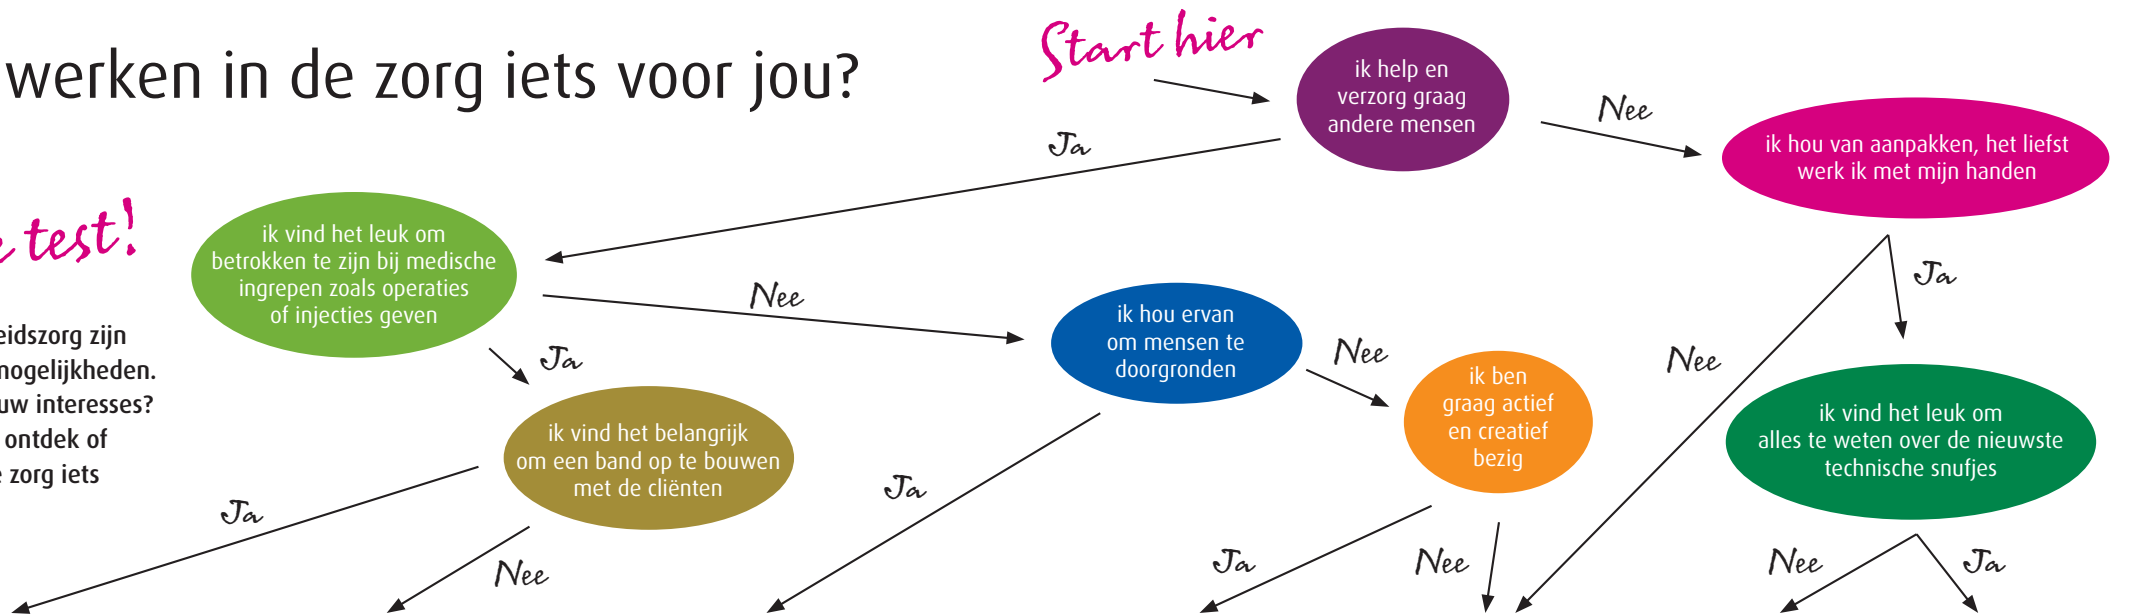 werken in de zorg iets voor jou?
Start hier
ik help en
verzorg graag
andere mensen
Nee
ik hou van aanpakken, het liefst
werk ik met mijn handen
Ja
test!
ik vind het leuk om
betrokken te zijn bij medische
ingrepen zoals operaties
of injecties geven
Nee
Ja
ik hou ervan
om mensen te
doorgronden
Nee
Ja
Nee
eidszorg zijn
mogelijkheden.
uw interesses?
ontdek of
zorg iets
ik vind het belangrijk
om een band op te bouwen
met de cliënten
ik ben
graag actief
en creatief
bezig
ik vind het leuk om
alles te weten over de nieuwste
technische snufjes
Ja
Nee
Ja
Ja
Nee
Nee
Ja